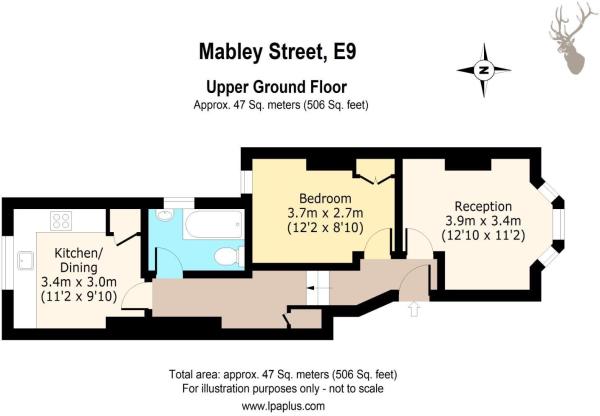 Mabley Street, E9
Upper Ground Floor
Approx. 47 Sq. meters (506 Sq. feet)
N
Bedroom
3.7m x 2.7m
(12'2 x 8'10)
Reception
3.9m x 3.4m
(12'10 x 11'2)
Kitchen/
Dining
3.4m x 3.0m
(11'2 x 9'10)
Total area: approx. 47 Sq. meters (506 Sq. feet)
For illustration purposes only - not to scale
www.lpaplus.com